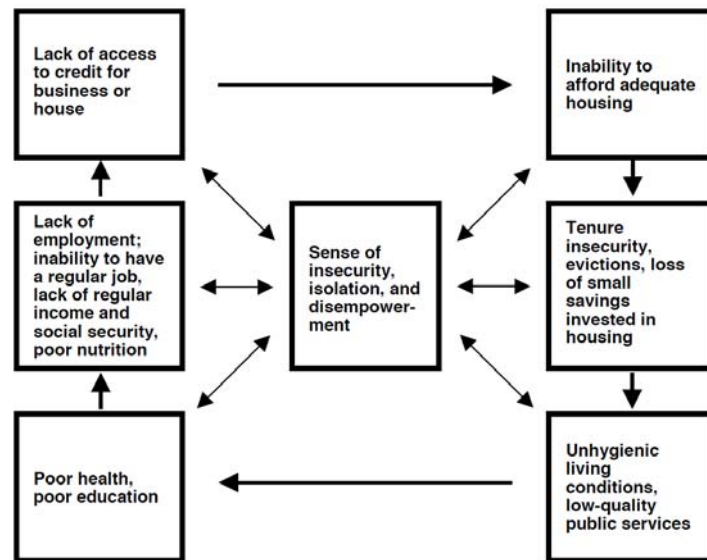 Lack of access
to credit for
business or
house
Inability to
afford adequate
housing
Lack of
employment;
inability to have
a regular job,
lack of regular
income and
social security,
poor nutrition
Sense of
insecurity,
isolation, and
disempower-
ment
Tenure
insecurity,
evictions, loss
of small
savings
invested in
housing
Poor health,
poor education
Unhygienic
living
conditions,
low-quality
public services